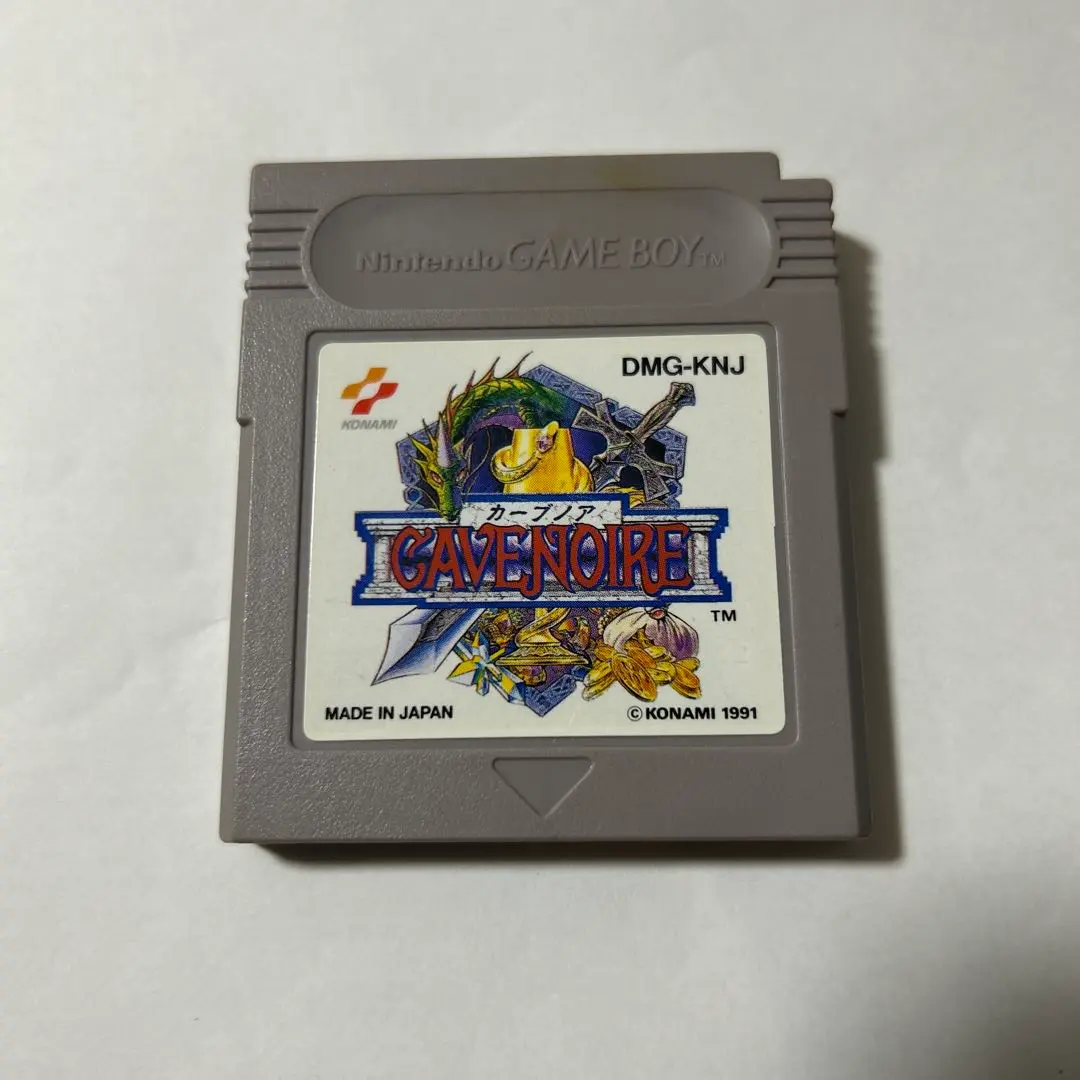 Nintendo GAME BOY™
DMG-KNJ
KONAMI
カーブノア
CAVENOIRE
TM
MADE IN JAPAN
© KONAMI 1991